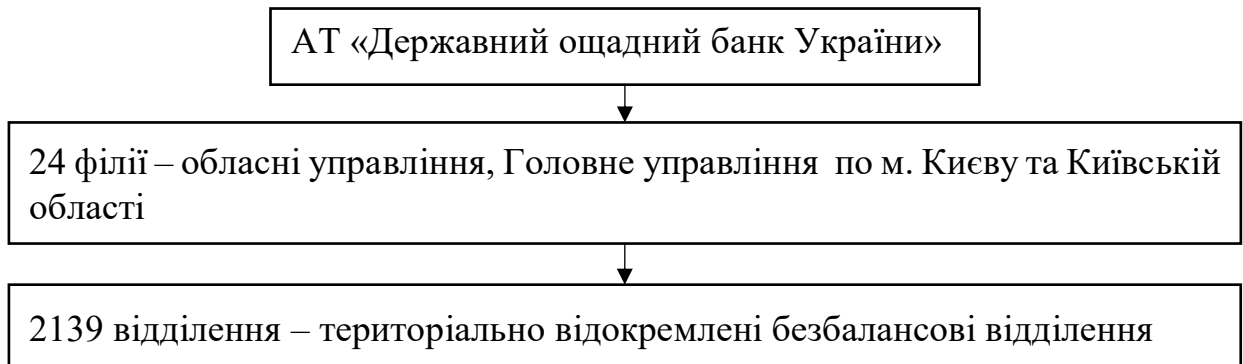 АТ «Державний ощадний банк України»
24 філії – обласні управління, Головне управління по м. Києву та Київській
області
2139 відділення – територіально відокремлені безбалансові відділення